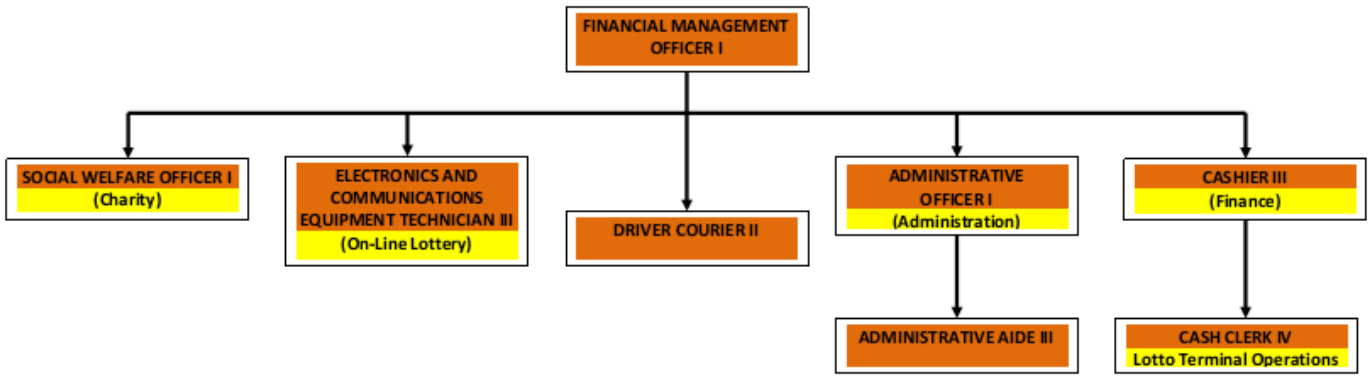 FINANCIAL MANAGEMENT
OFFICER I
SOCIAL WELFARE OFFICER I
(Charity)
ELECTRONICS AND
COMMUNICATIONS
EQUIPMENT TECHNICIAN III
(On-Line Lottery)
DRIVER COURIER II
ADMINISTRATIVE
OFFICER I
(Administration)
CASHIER III
(Finance)
ADMINISTRATIVE AIDE III
CASH CLERK IV
Lotto Terminal Operations